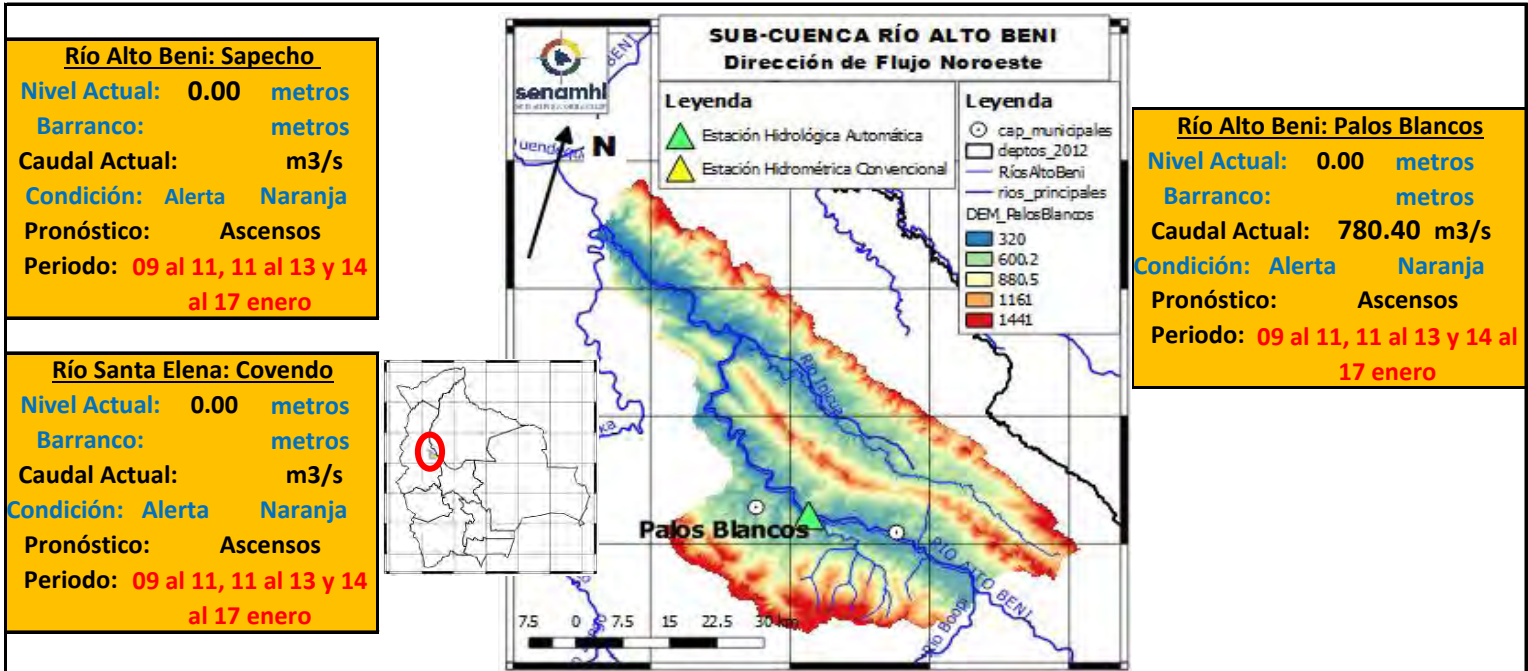 Río Alto Beni: Sapecho
Nivel Actual: 0.00 metros
Barranco: metros
Caudal Actual: m3/s
Condición: Alerta Naranja
Pronóstico: Ascensos
Periodo: 09 al 11, 11 al 13 y 14
al 17 enero
Río Santa Elena: Covendo
Nivel Actual: 0.00 metros
Barranco: metros
Caudal Actual: m3/s
Condición: Alerta Naranja
Pronóstico: Ascensos
Periodo: 09 al 11, 11 al 13 y 14
al 17 enero
SUB-CUENCA RÍO ALTO BENI
Dirección de Flujo Noroeste
senamhi
BENI
N
Leyenda
Estación Hidrológica Automática
Estación Hidrométrica Convencional
Leyenda
cap_municipales
deptos_2012
RíosAltoBeni
rios_principales
DEM_PalosBlancos
320
600.2
880.5
1161
1441
Río Inicua
Palos Blancos
RÍO ALTO BENI
Río Boopi
7.5 0 7.5 15 22.5 30 km
Río Alto Beni: Palos Blancos
Nivel Actual: 0.00 metros
Barranco: metros
Caudal Actual: 780.40 m3/s
Condición: Alerta Naranja
Pronóstico: Ascensos
Periodo: 09 al 11, 11 al 13 y 14 al
17 enero